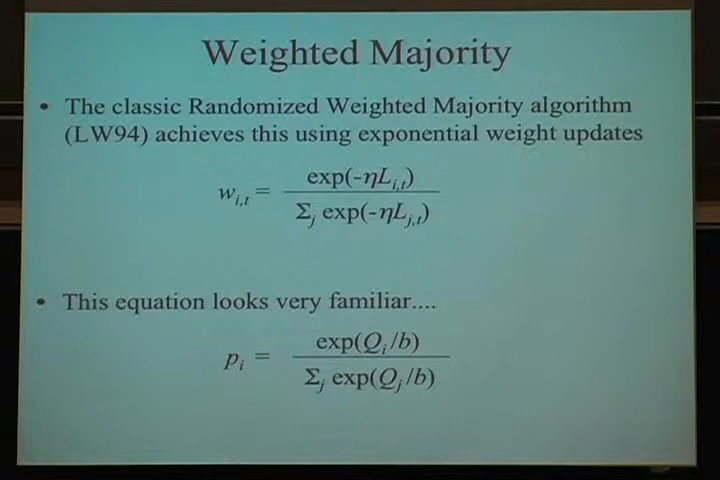 Weighted Majority
• The classic Randomized Weighted Majority algorithm
(LW94) achieves this using exponential weight updates
w_{i,t} = exp(-ηL_{i,t}) / Σ_j exp(-ηL_{j,t})
• This equation looks very familiar....
p_i = exp(Q_i/b) / Σ_j exp(Q_j/b)